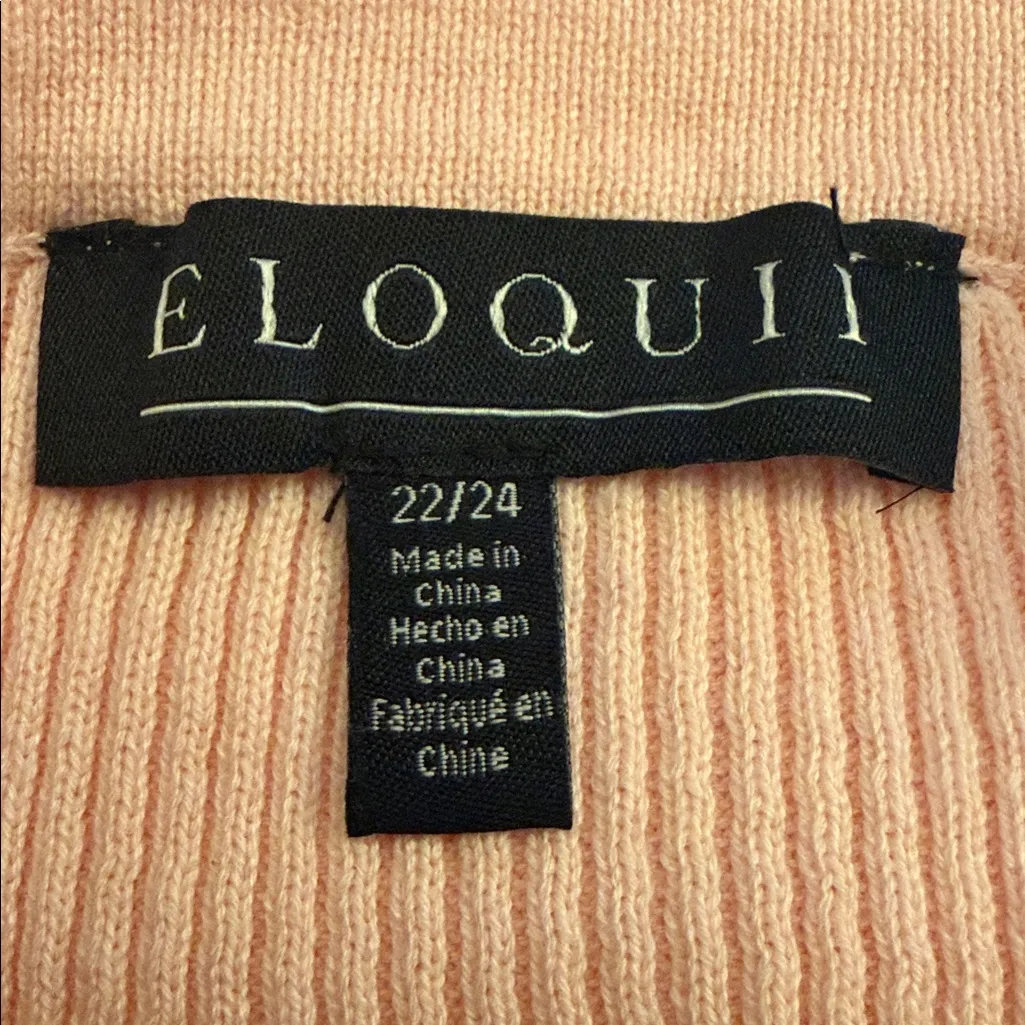 ELOQUII
22/24
Made in
China
Hecho en
China
Fabriqué en
Chine